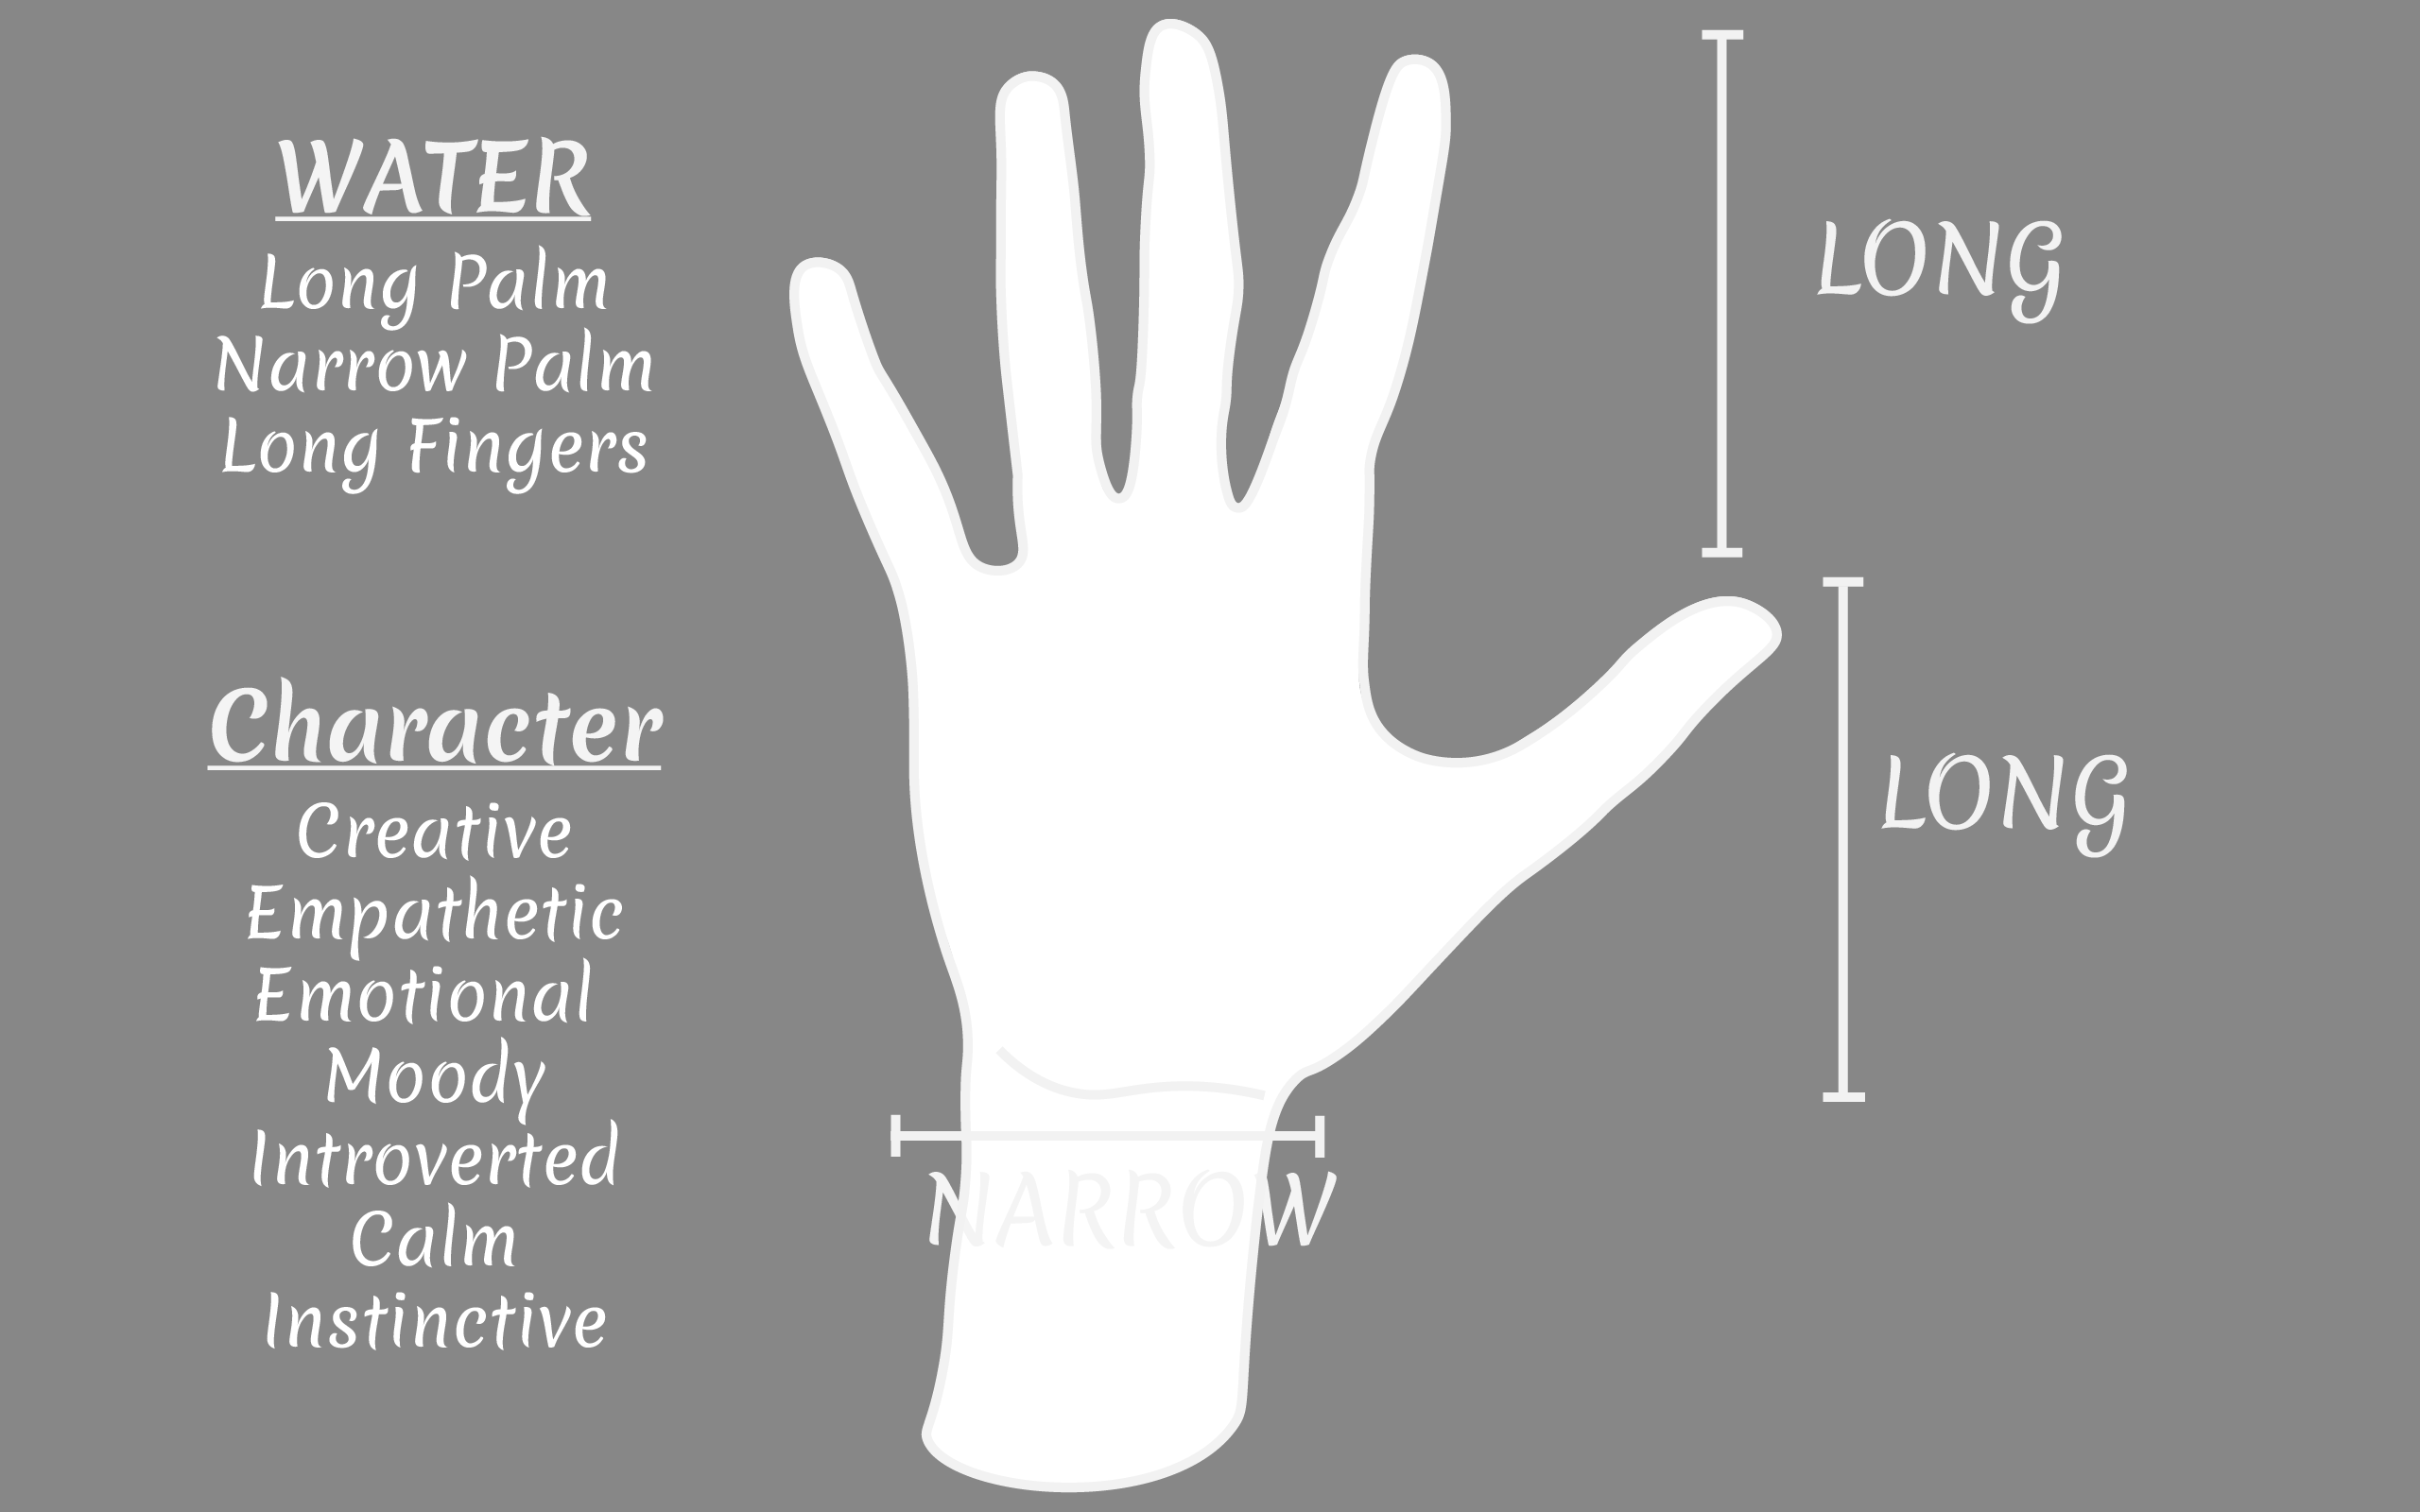 WATER
Long Palm
Narrow Palm
Long Fingers
Character
Creative
Empathetic
Emotional
Moody
Introverted
Calm
Instinctive
LONG
LONG
NARROW